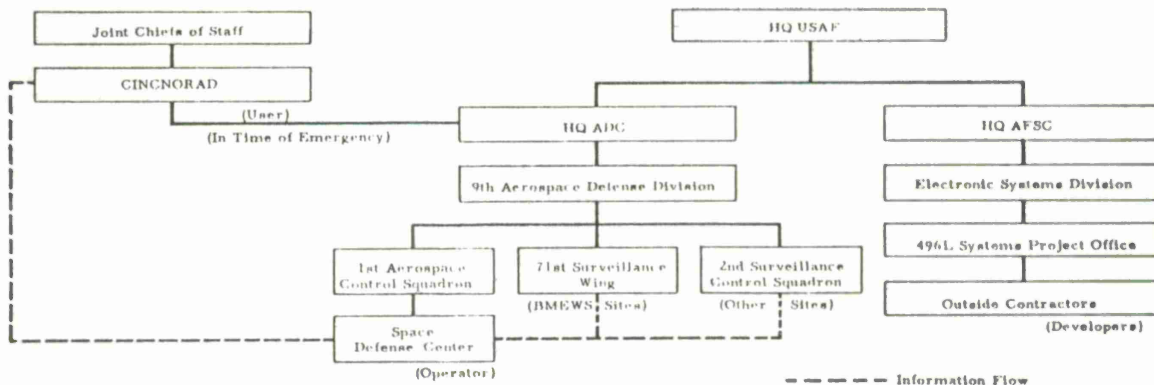 Joint Chiefs of Staff
HQ USAF
CINCNORAD
(User)
(In Time of Emergency)
HQ ADC
HQ AFSC
9th Aerospace Defense Division
Electronic Systems Division
496L Systems Project Office
1st Aerospace
Control Squadron
71st Surveillance
Wing
2nd Surveillance
Control Squadron
(BMEWS Sites)
(Other Sites)
Outside Contractors
(Developers)
Space
Defense Center
(Operator)
Information Flow